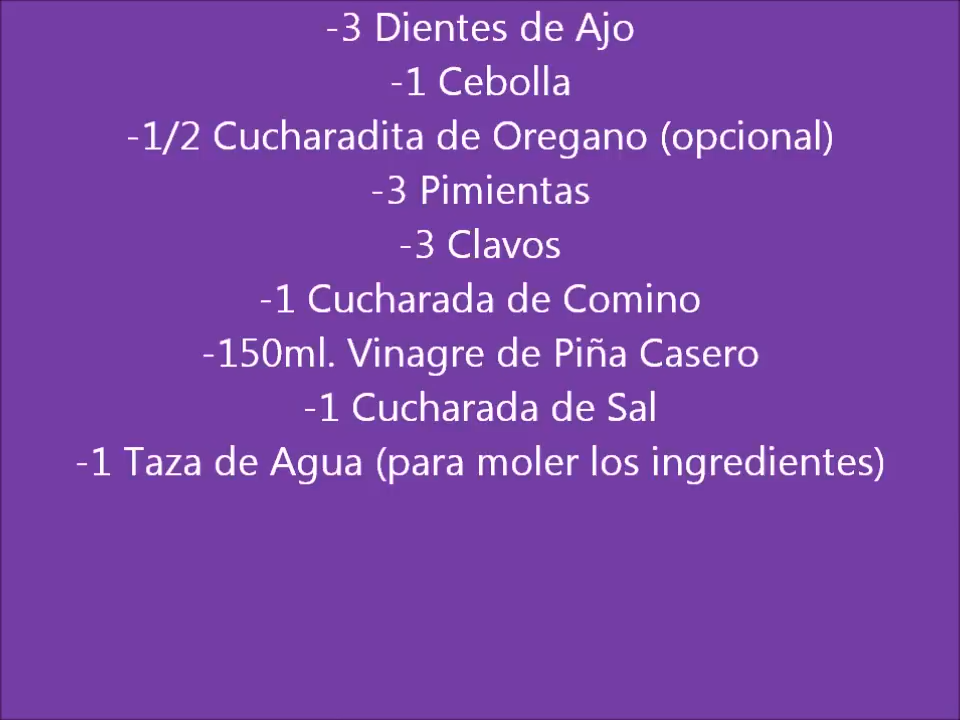 -3 Dientes de Ajo
-1 Cebolla
-1/2 Cucharadita de Oregano (opcional)
-3 Pimientas
-3 Clavos
-1 Cucharada de Comino
-150ml. Vinagre de Piña Casero
-1 Cucharada de Sal
-1 Taza de Agua (para moler los ingredientes)